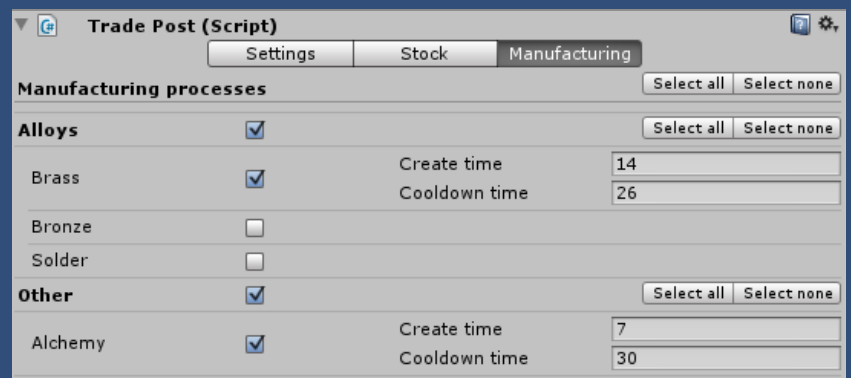 Trade Post (Script)
Settings Stock Manufacturing
Manufacturing processes Select all Select none
Alloys Select all Select none
Brass Create time 14
Cooldown time 26
Bronze
Solder
Other Select all Select none
Alchemy Create time 7
Cooldown time 30